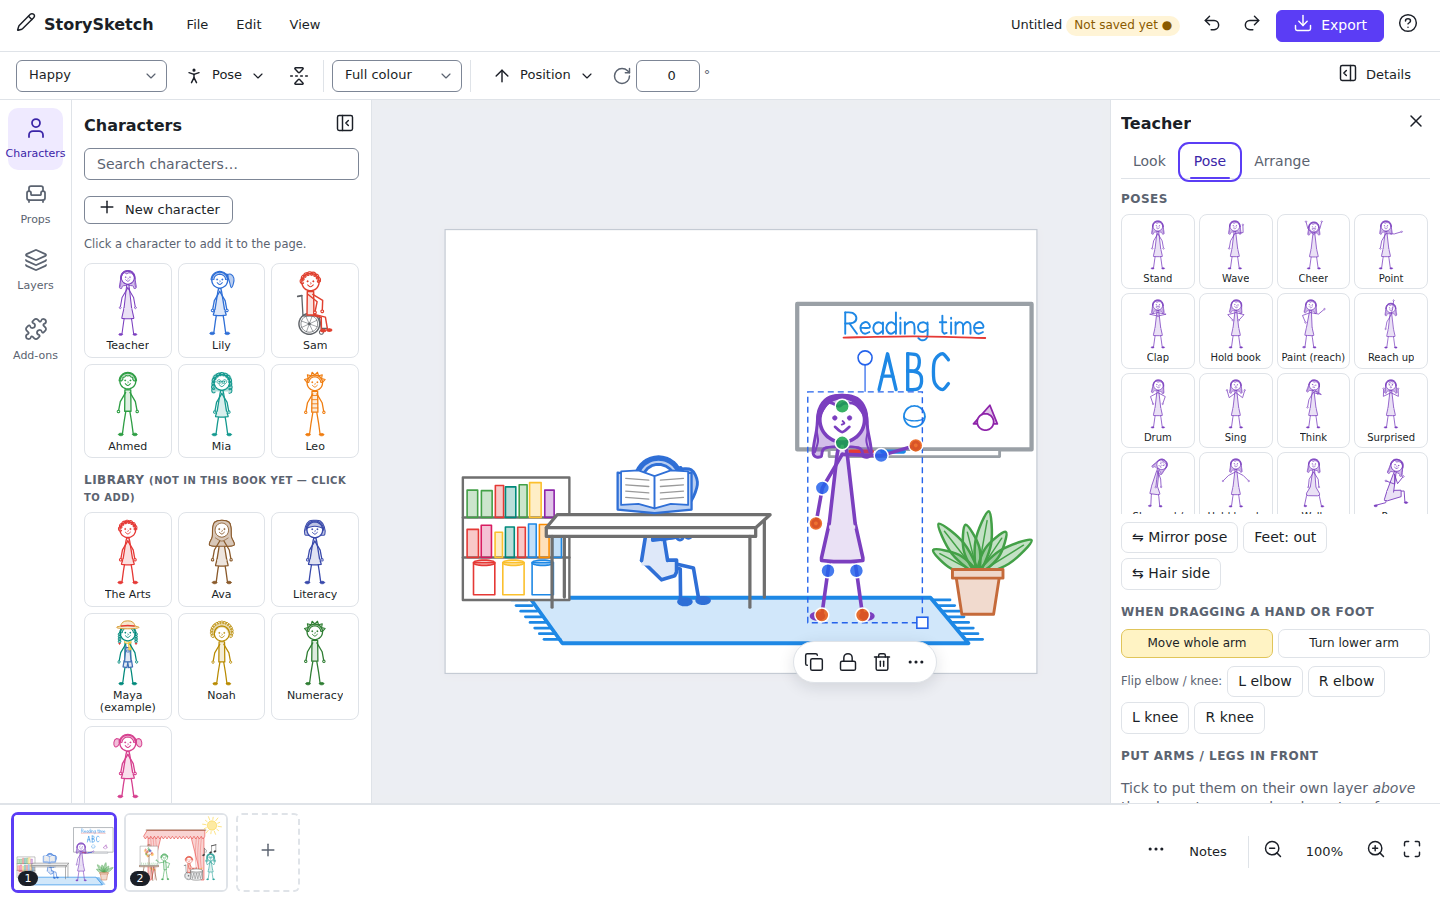 StorySketch
File Edit View
Untitled Not saved yet
Export
Happy
Pose
Full colour
Position
0 °
Details
Characters
Props
Layers
Add-ons
Characters
Search characters...
New character
Click a character to add it to the page.
Teacher Lily Sam
Ahmed Mia Leo
LIBRARY (NOT IN THIS BOOK YET — CLICK
TO ADD)
The Arts Ava Literacy
Maya
(example)
Noah Numeracy
Reading time
ABC
Teacher
Look Pose Arrange
POSES
Stand Wave Cheer Point
Clap Hold book Paint (reach) Reach up
Drum Sing Think Surprised
⇋ Mirror pose Feet: out
⇆ Hair side
WHEN DRAGGING A HAND OR FOOT
Move whole arm Turn lower arm
Flip elbow / knee: L elbow R elbow
L knee R knee
PUT ARMS / LEGS IN FRONT
Tick to put them on their own layer above
1
2
Notes
100%